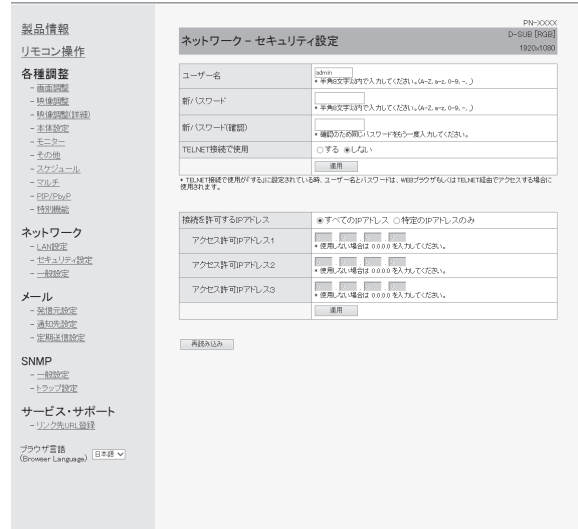 製品情報
リモコン操作
各種調整
- 画面調整
- 映像調整
- 映像調整(詳細)
- 本体設定
- モニター
- その他
- スケジュール
- マルチ
- PIP/PbyP
- 特別機能
ネットワーク
- LAN設定
- セキュリティ設定
- 一般設定
メール
- 発信元設定
- 通知先設定
- 定期送信設定
SNMP
- 一般設定
- トラップ設定
サービス・サポート
- リンク先URL登録
ブラウザ言語
(Browser Language) 日本語
PN-XXXX
ネットワーク - セキュリティ設定
D-SUB [RGB]
1920x1080
ユーザー名
admin
* 半角8文字以内で入力してください。(A-Z, a-z, 0-9, -, _)
新パスワード
* 半角8文字以内で入力してください。(A-Z, a-z, 0-9, -, _)
新パスワード(確認)
* 確認のため同じパスワードをもう一度入力してください。
TELNET接続で使用
する しない
適用
* TELNET接続で使用が「する」に設定されている時、ユーザー名とパスワードは、WEBブラウザもしくはTELNET経由でアクセスする場合に
使用されます。
接続を許可するIPアドレス
すべてのIPアドレス 特定のIPアドレスのみ
アクセス許可IPアドレス1
* 使用しない場合は 0.0.0.0 を入力してください。
アクセス許可IPアドレス2
* 使用しない場合は 0.0.0.0 を入力してください。
アクセス許可IPアドレス3
* 使用しない場合は 0.0.0.0 を入力してください。
適用
再読み込み